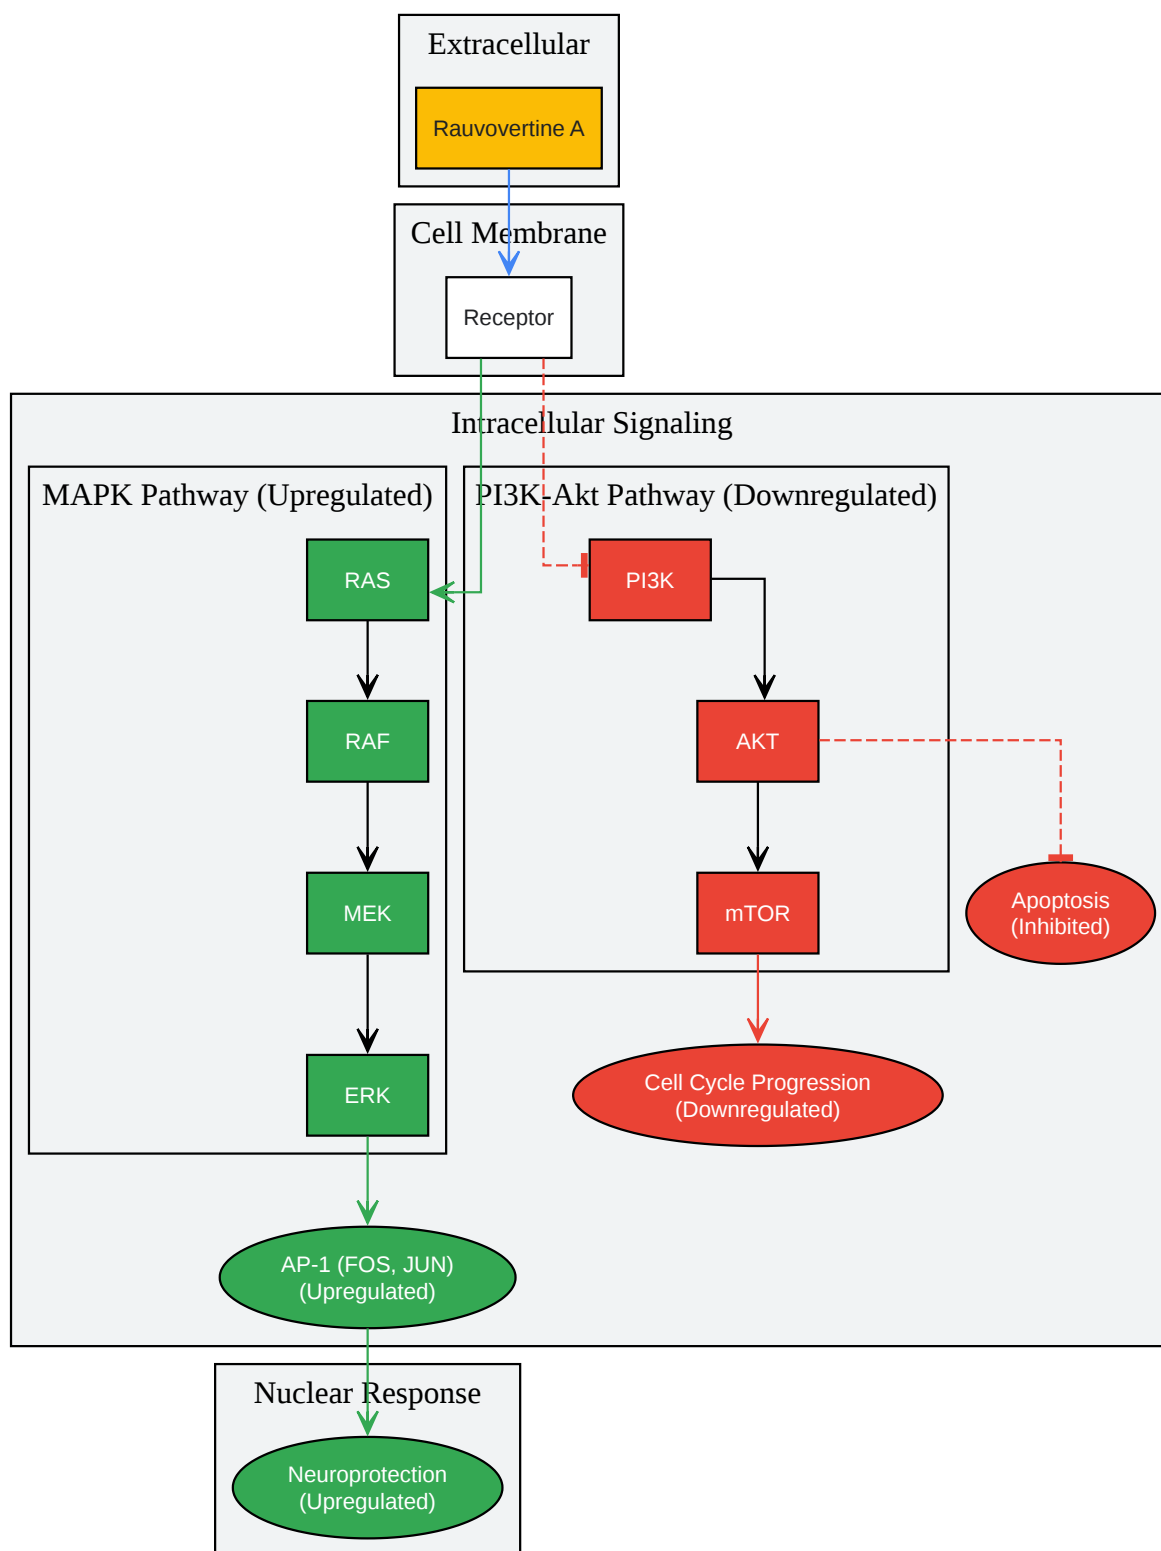 Extracellular
Rauvovertine A
Cell Membrane
Receptor
Intracellular Signaling
MAPK Pathway (Upregulated)
PI3K-Akt Pathway (Downregulated)
RAS
PI3K
RAF
AKT
MEK
mTOR
Apoptosis
(Inhibited)
ERK
Cell Cycle Progression
(Downregulated)
AP-1 (FOS, JUN)
(Upregulated)
Nuclear Response
Neuroprotection
(Upregulated)